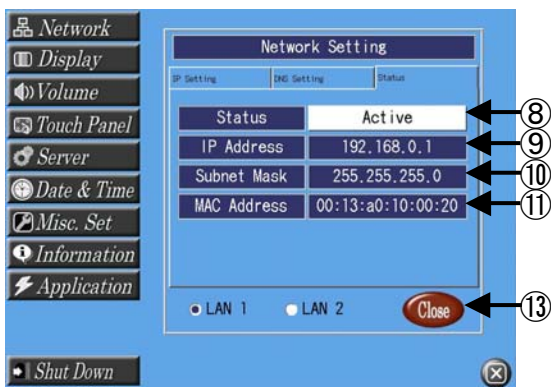 Network
Display
Volume
Touch Panel
Server
Date & Time
Misc. Set
Information
Application
Shut Down
Network Setting
IP Setting DNS Setting Status
Status Active ⑧
IP Address 192.168.0.1 ⑨
Subnet Mask 255.255.255.0 ⑩
MAC Address 00:13:a0:10:00:20 ⑪
LAN 1 LAN 2 Close ⑬